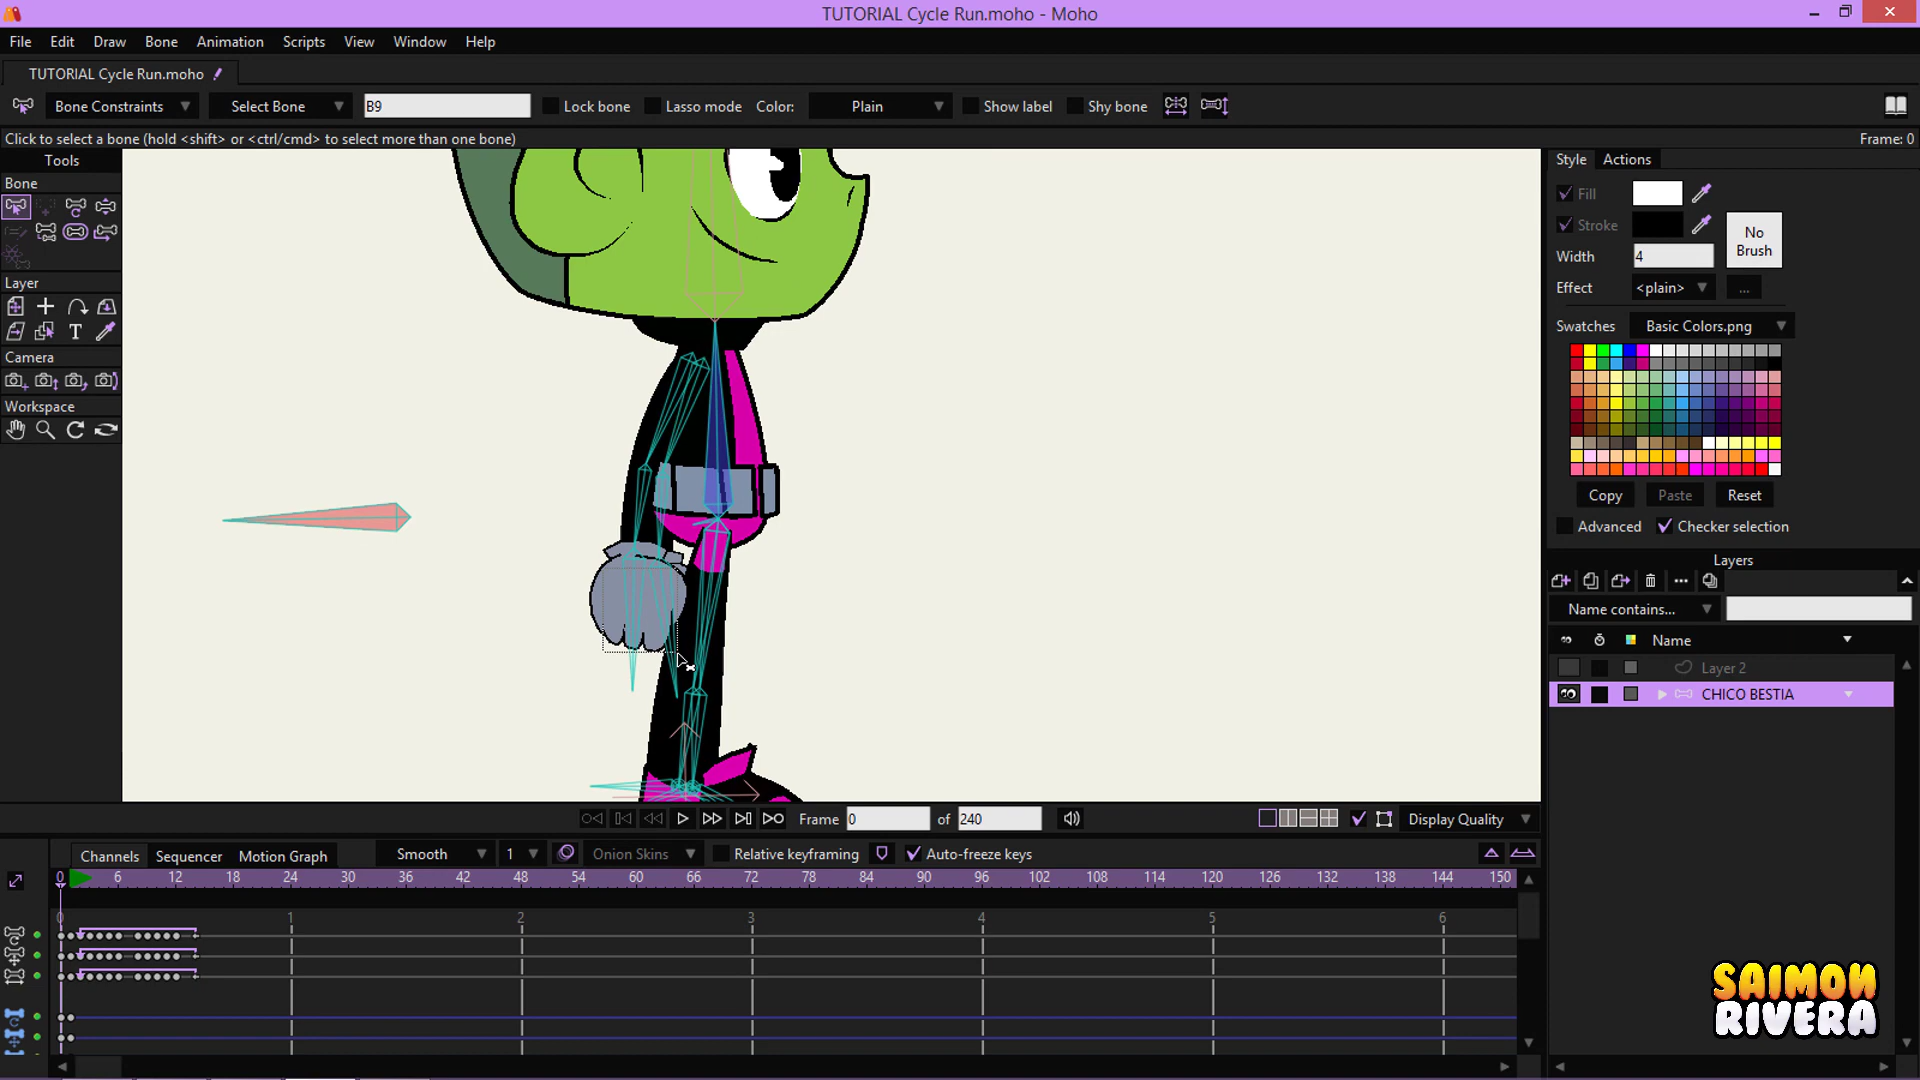 TUTORIAL Cycle Run.moho - Moho
File Edit Draw Bone Animation Scripts View Window Help
TUTORIAL Cycle Run.moho
Bone Constraints Select Bone B9 Lock bone Lasso mode Color: Plain Show label Shy bone
Click to select a bone (hold <shift> or <ctrl/cmd> to select more than one bone) Frame: 0
Tools
Bone
Layer
T
Camera
Workspace
Style Actions
Fill
Stroke
No Brush
Width 4
Effect <plain> ...
Swatches Basic Colors.png
Copy Paste Reset
Advanced Checker selection
Layers
Name contains...
Name
Layer 2
CHICO BESTIA
Frame 0 of 240 Display Quality
Channels Sequencer Motion Graph Smooth 1 Onion Skins Relative keyframing Auto-freeze keys
0 6 12 18 24 30 36 42 48 54 60 66 72 78 84 90 96 102 108 114 120 126 132 138 144 150
0 1 2 3 4 5 6
SAIMON
RIVERA